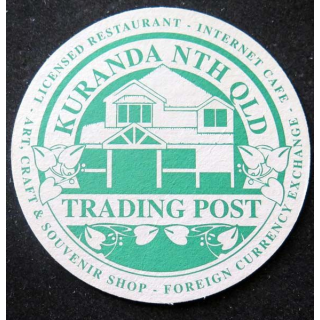 - LICENSED RESTAURANT - INTERNET CAFE -
KURANDA NTH QLD
TRADING POST
ART, CRAFT & SOUVENIR SHOP - FOREIGN CURRENCY EXCHANGE